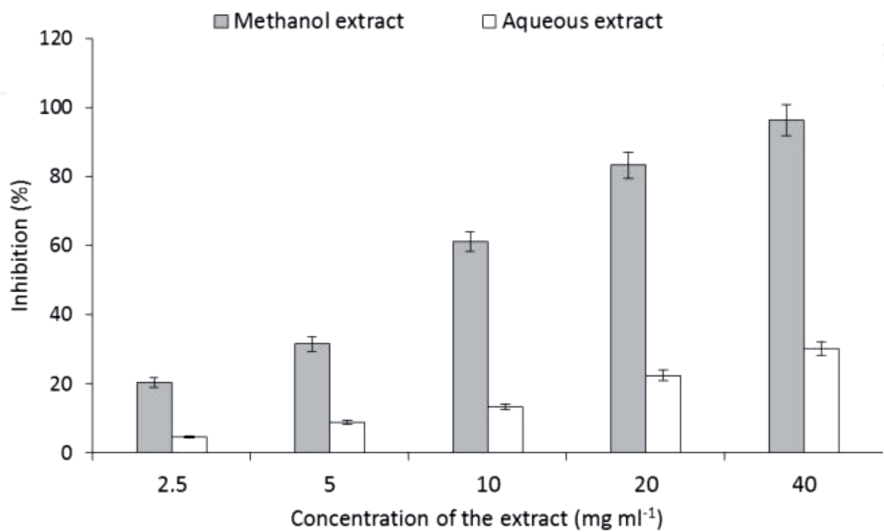 Methanol extract Aqueous extract
120
100
80
60
40
20
0
Inhibition (%)
2.5 5 10 20 40
Concentration of the extract (mg ml⁻¹)